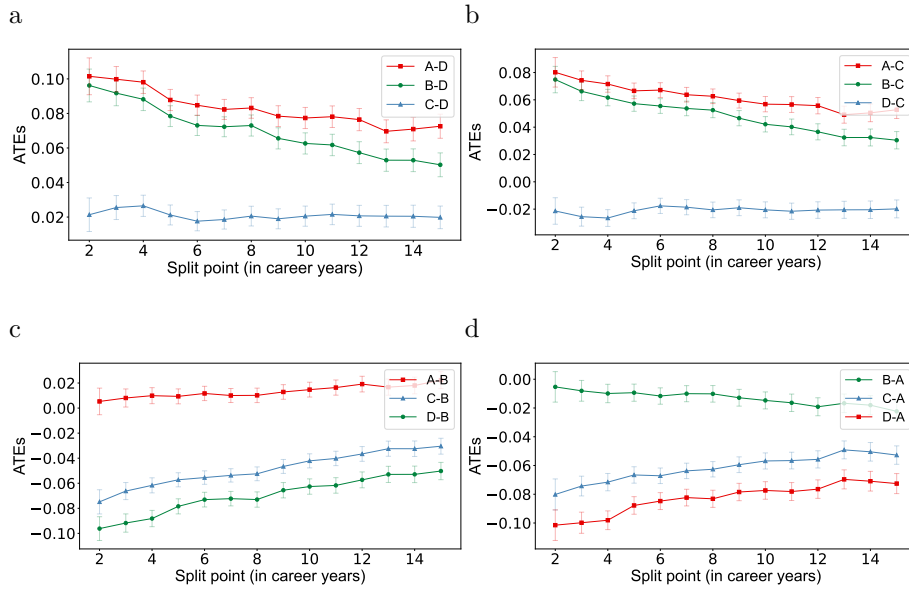 a
ATEs
0.10
0.08
0.06
0.04
0.02
2 4 6 8 10 12 14
Split point (in career years)
A-D
B-D
C-D
b
ATEs
0.08
0.06
0.04
0.02
0.00
−0.02
2 4 6 8 10 12 14
Split point (in career years)
A-C
B-C
D-C
c
ATEs
0.02
0.00
−0.02
−0.04
−0.06
−0.08
−0.10
2 4 6 8 10 12 14
Split point (in career years)
A-B
C-B
D-B
d
ATEs
0.00
−0.02
−0.04
−0.06
−0.08
−0.10
2 4 6 8 10 12 14
Split point (in career years)
B-A
C-A
D-A